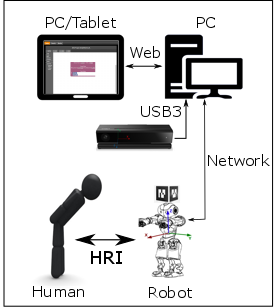 PC/Tablet
PC
Web
USB3
Network
HRI
Human
Robot